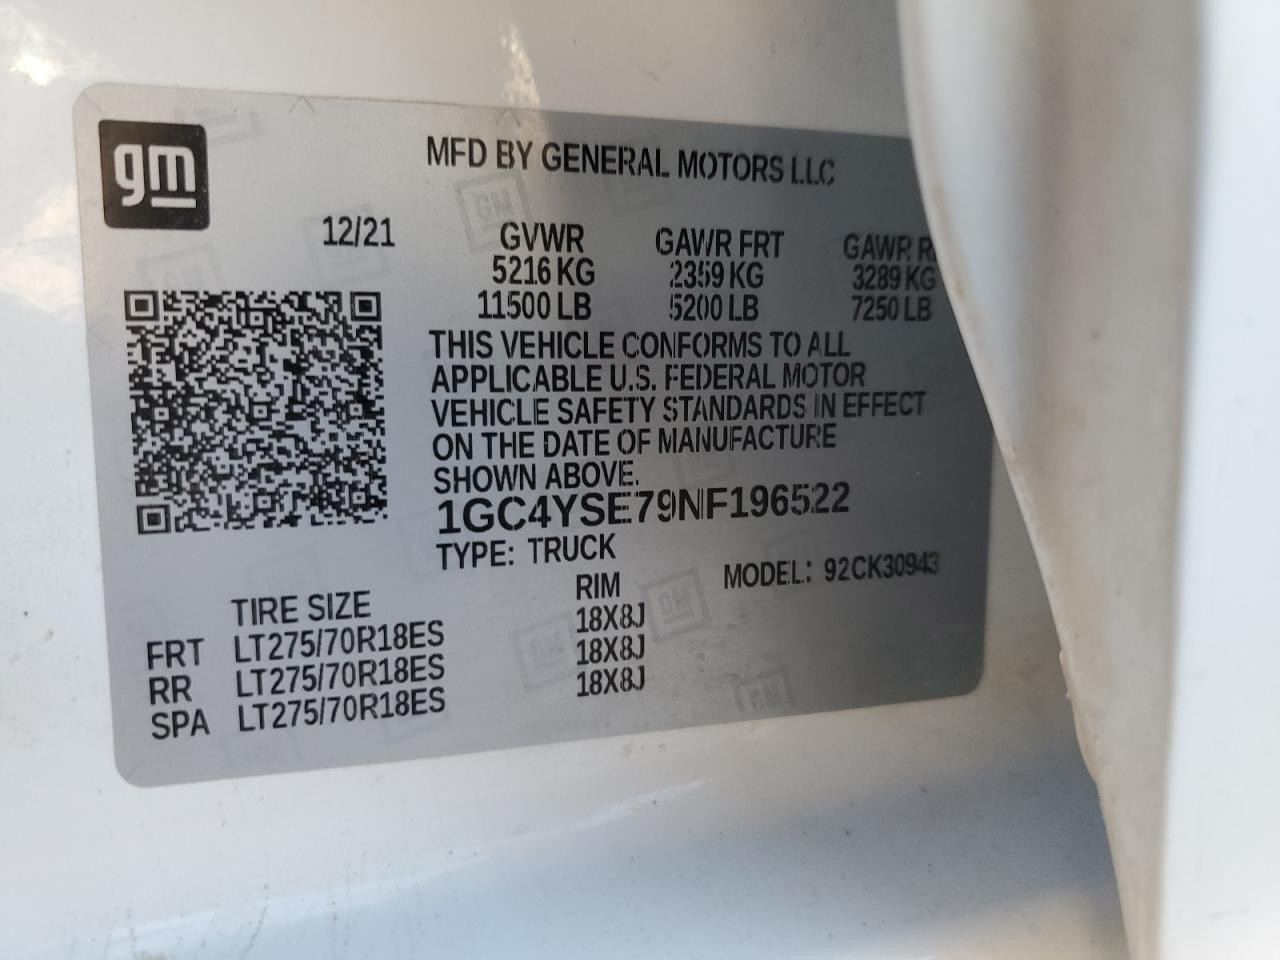 gm
MFD BY GENERAL MOTORS LLC
12/21 GVWR GAWR FRT GAWR
5216 KG 2359 KG 3289 KG
11500 LB 5200 LB 7250 LB
THIS VEHICLE CONFORMS TO ALL
APPLICABLE U.S. FEDERAL MOTOR
VEHICLE SAFETY STANDARDS IN EFFECT
ON THE DATE OF MANUFACTURE
SHOWN ABOVE.
1GC4YSE79NF196522
TYPE: TRUCK MODEL: 92CK30943
TIRE SIZE RIM
FRT LT275/70R18ES 18X8J
RR LT275/70R18ES 18X8J
SPA LT275/70R18ES 18X8J